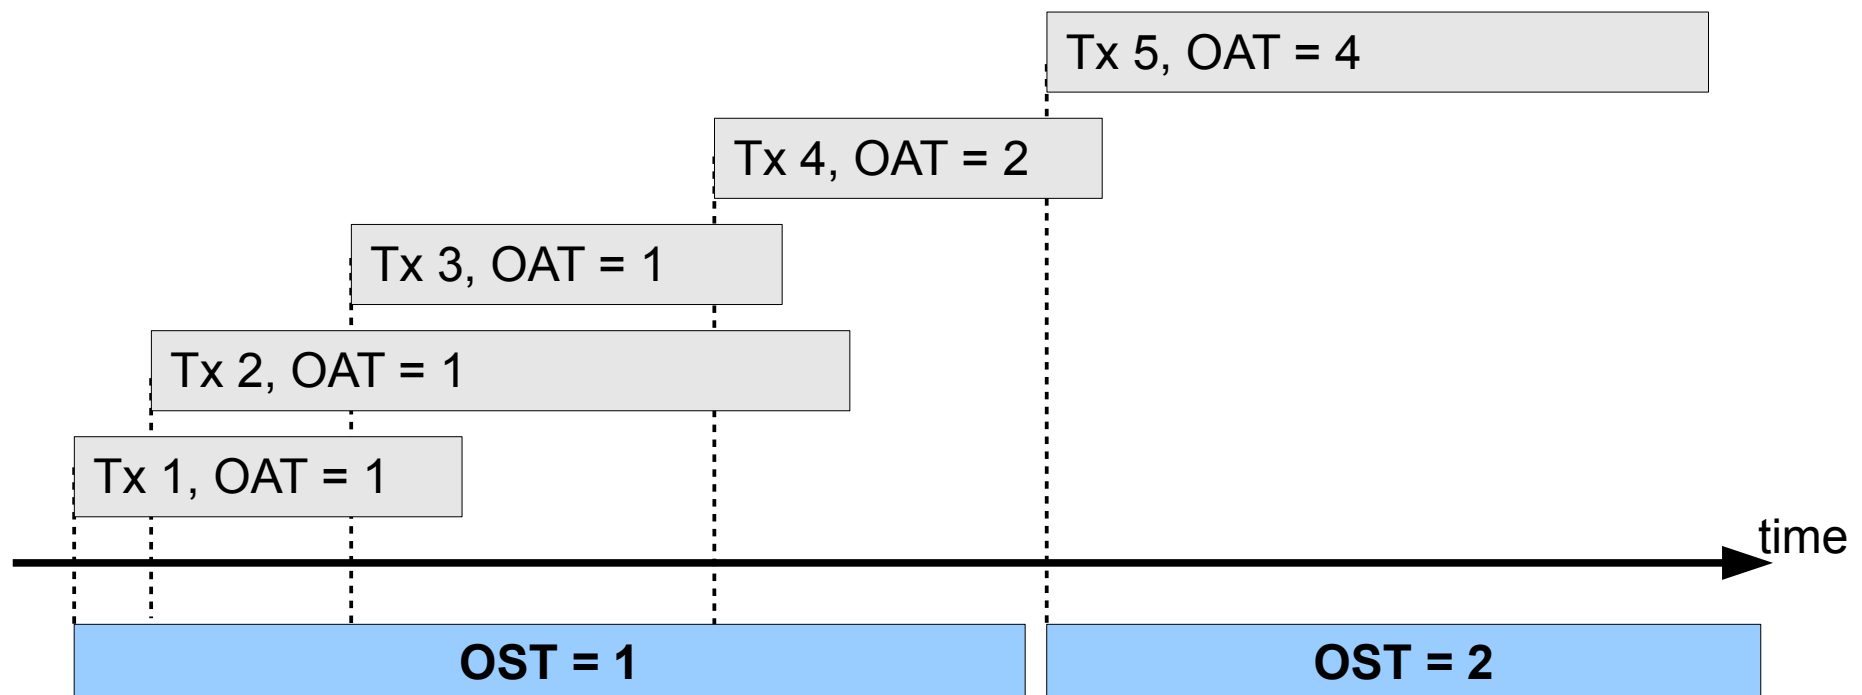 Tx 5, OAT = 4
Tx 4, OAT = 2
Tx 3, OAT = 1
Tx 2, OAT = 1
Tx 1, OAT = 1
time
OST = 1
OST = 2